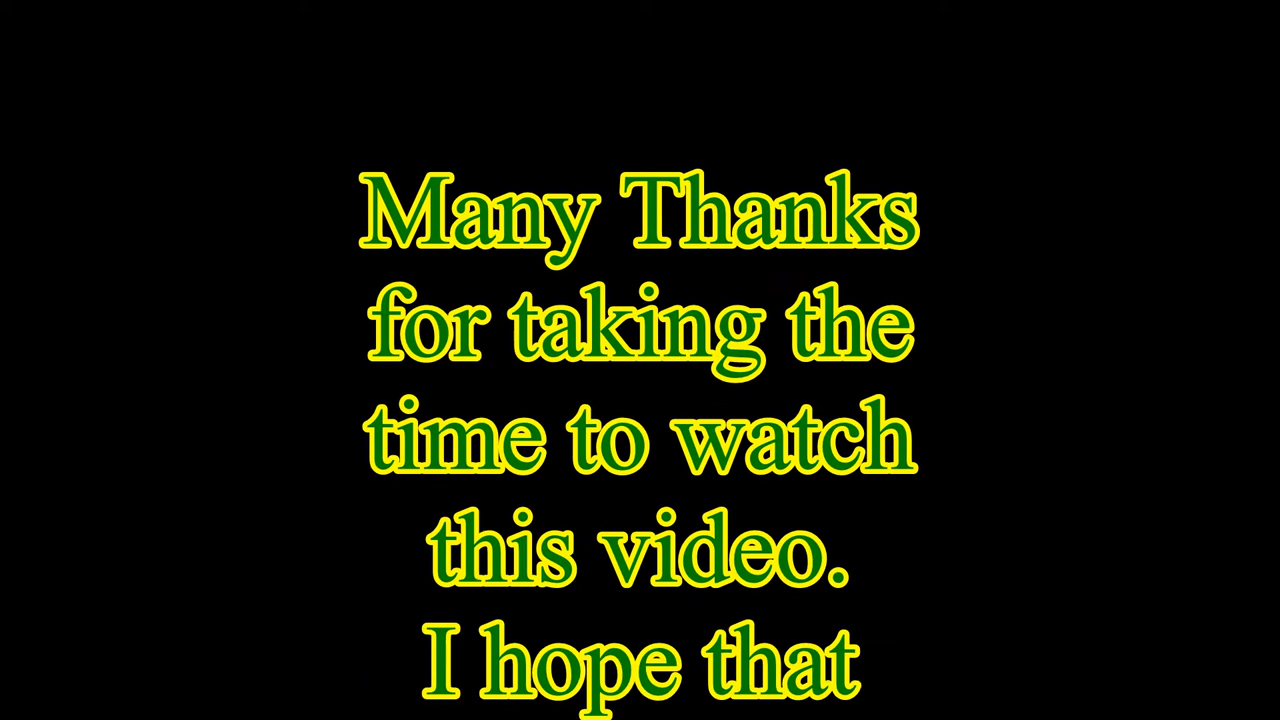 Many Thanks
for taking the
time to watch
this video.
I hope that